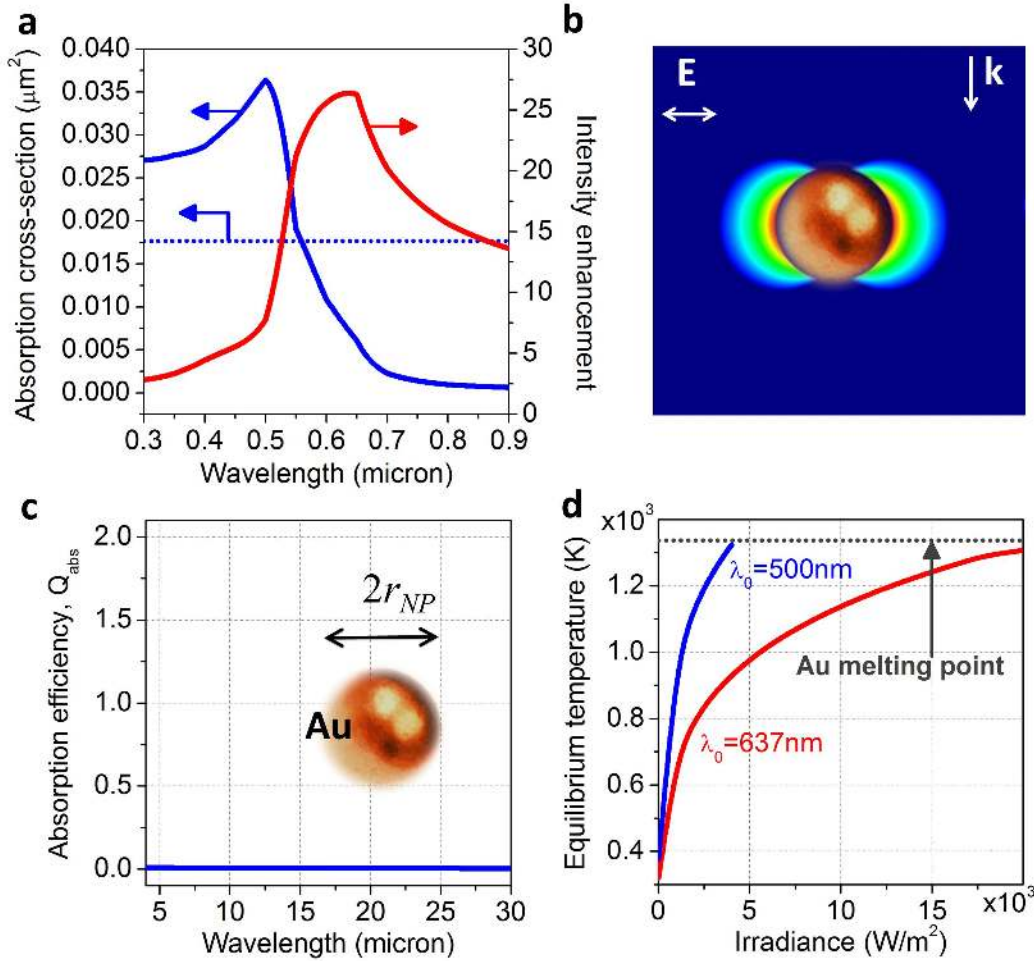 a
Absorption cross-section (μm²)
0.040
0.035
0.030
0.025
0.020
0.015
0.010
0.005
0.000
30
25
20
15
10
5
0
Intensity enhancement
0.3 0.4 0.5 0.6 0.7 0.8 0.9
Wavelength (micron)
b
E
k
c
Absorption efficiency, Q_abs
2.0
1.5
1.0
0.5
0.0
2r_NP
Au
5 10 15 20 25 30
Wavelength (micron)
d
x10³
Equilibrium temperature (K)
1.2
1.0
0.8
0.6
0.4
λ₀=500nm
Au melting point
λ₀=637nm
0 5 10 15 x10³
Irradiance (W/m²)